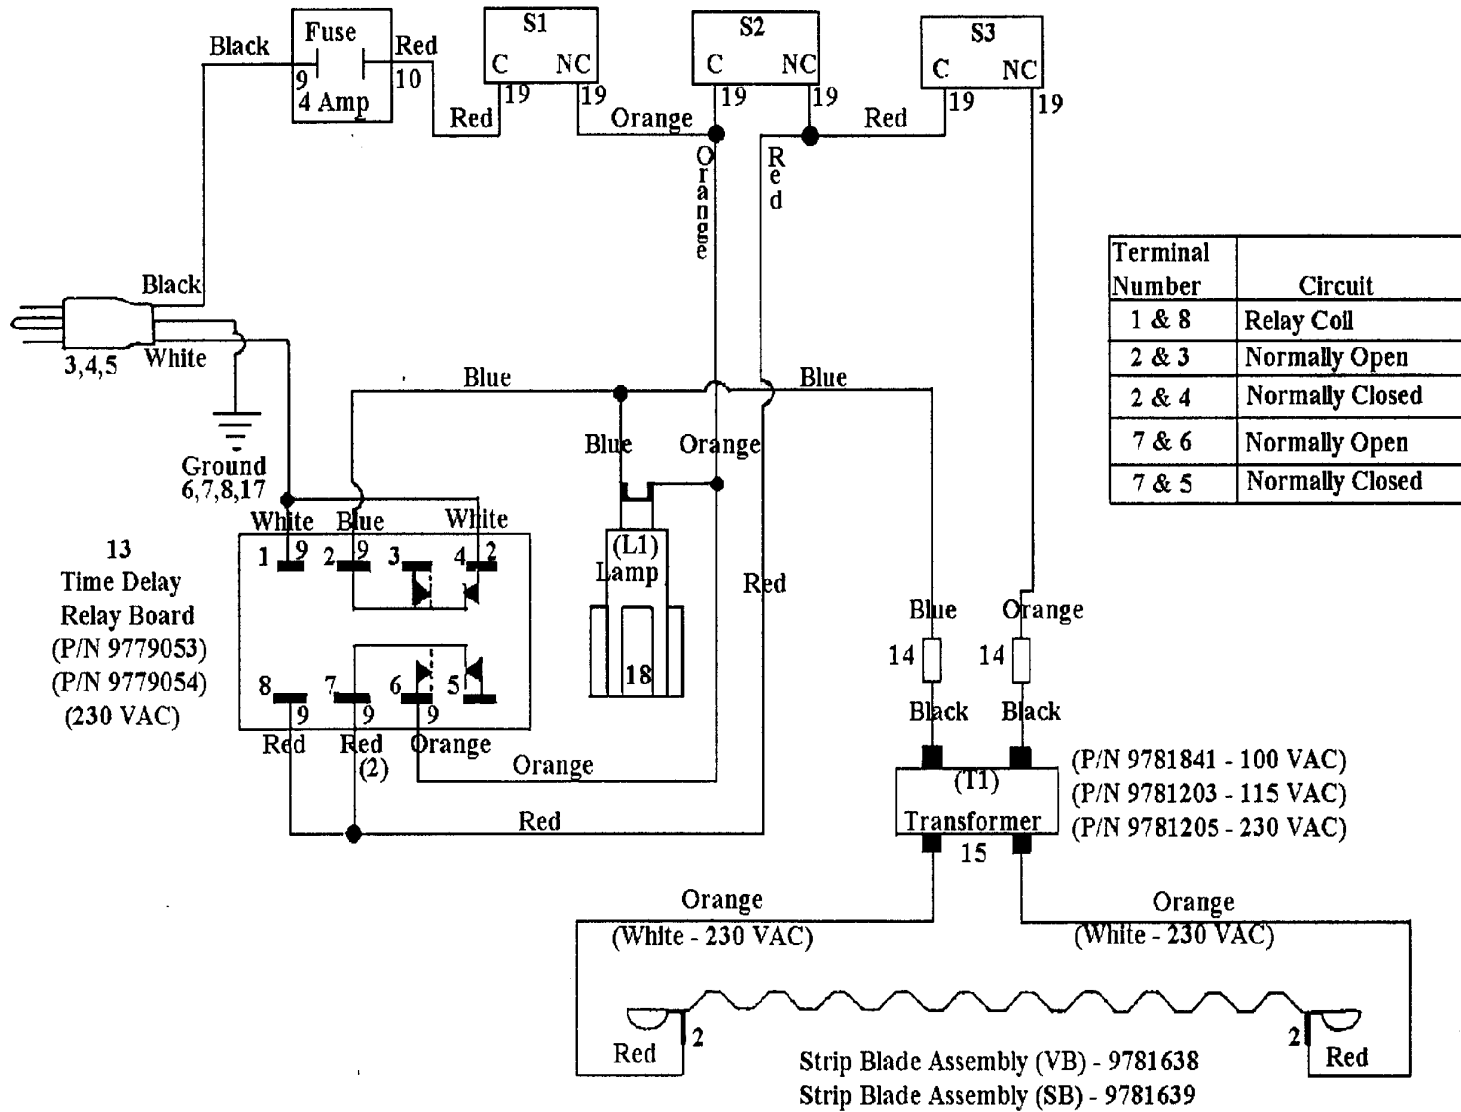 Fuse
9
4 Amp
Black
Red
10
S1
C NC
19 19
Red
Orange
S2
C NC
19 19
Orange
Red
S3
C NC
19 19
Red
Terminal Number Circuit
1 & 8 Relay Coil
2 & 3 Normally Open
2 & 4 Normally Closed
7 & 6 Normally Open
7 & 5 Normally Closed
Black
3,4,5
White
Ground
6,7,8,17
Blue
Blue
Blue
Orange
White Blue White
1 9 2 9 3 4 2
13
Time Delay
Relay Board
(P/N 9779053)
(P/N 9779054)
(230 VAC)
8 7 6 5
9 9 9
Red Red Orange
(2)
Orange
Red
Red
(L1)
Lamp
18
Blue Orange
14 14
Black Black
(T1)
Transformer
15
(P/N 9781841 - 100 VAC)
(P/N 9781203 - 115 VAC)
(P/N 9781205 - 230 VAC)
Orange
(White - 230 VAC)
Orange
(White - 230 VAC)
2 2
Red Red
Strip Blade Assembly (VB) - 9781638
Strip Blade Assembly (SB) - 9781639